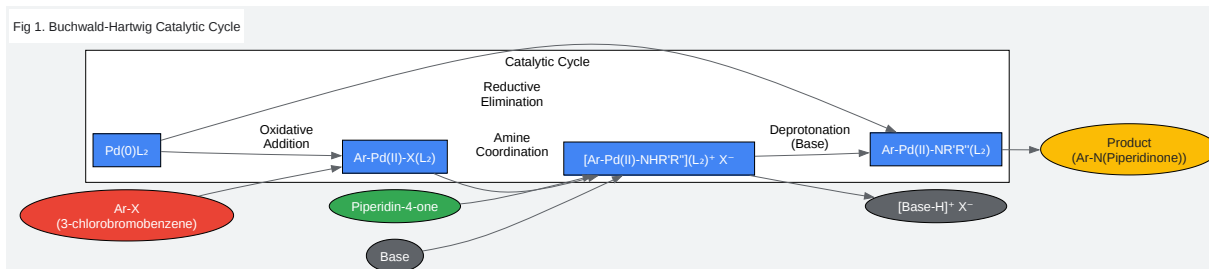 Fig 1. Buchwald-Hartwig Catalytic Cycle
Catalytic Cycle
Reductive
Elimination
Oxidative
Addition
Amine
Coordination
Deprotonation
(Base)
Pd(0)L₂
Ar-Pd(II)-X(L₂)
[Ar-Pd(II)-NHR'R"](L₂)⁺ X⁻
Ar-Pd(II)-NR'R"(L₂)
Product
(Ar-N(Piperidinone))
Ar-X
(3-chlorobromobenzene)
Piperidin-4-one
[Base-H]⁺ X⁻
Base